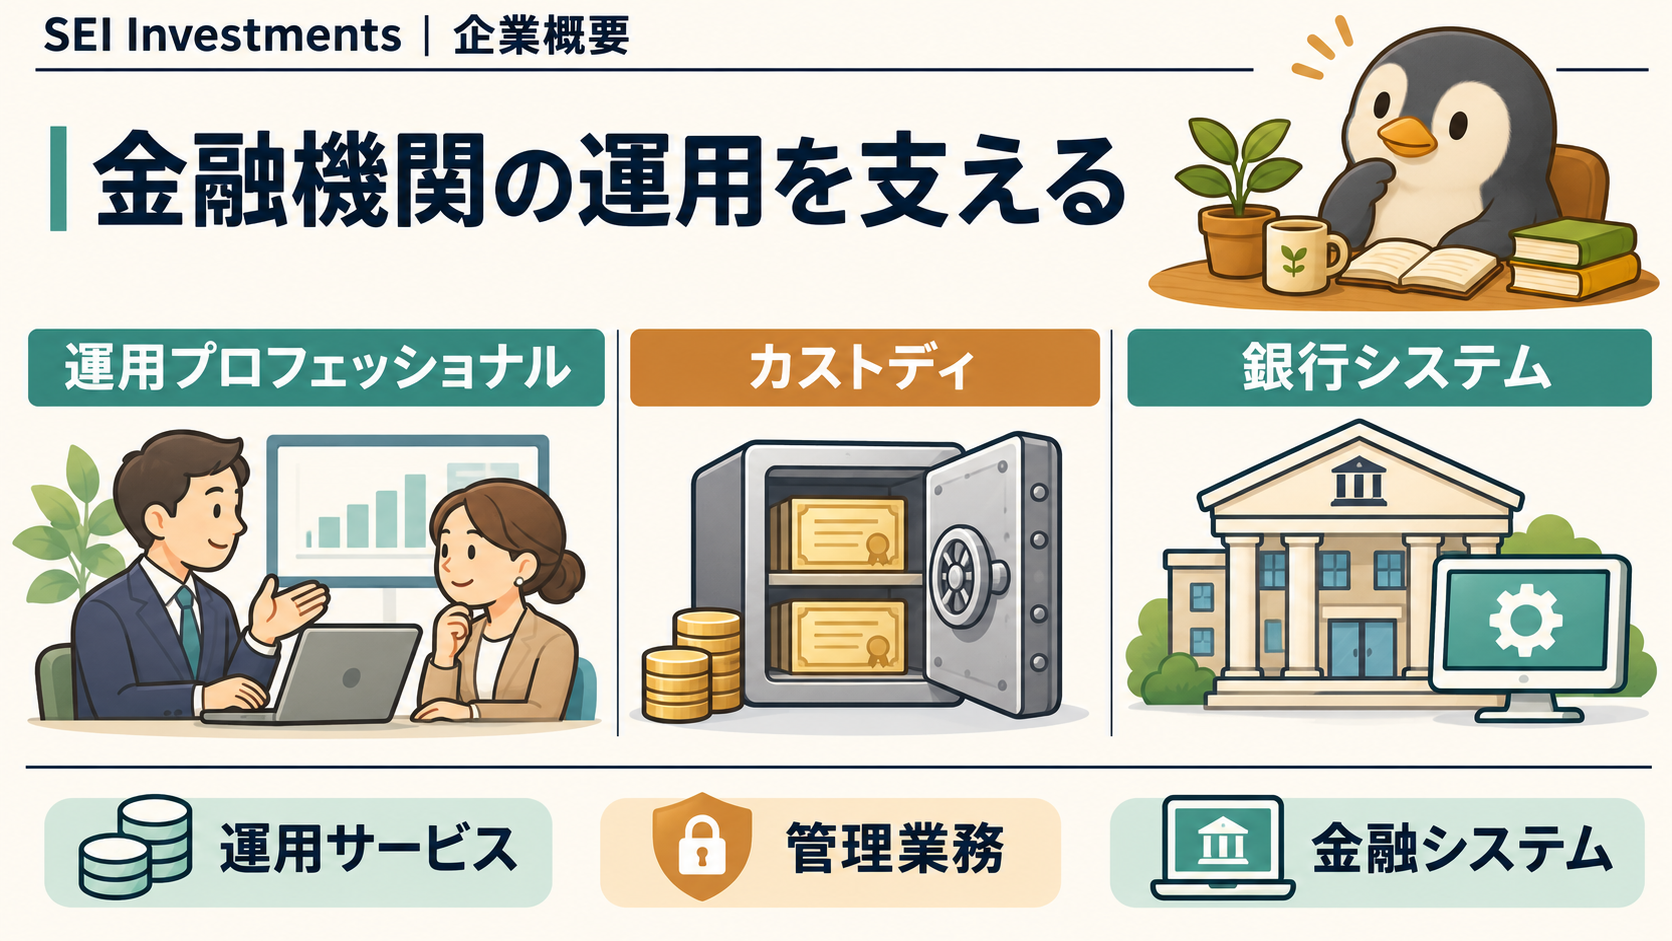 SEI Investments｜企業概要
金融機関の運用を支える
運用プロフェッショナル
カストディ
銀行システム
運用サービス
管理業務
金融システム